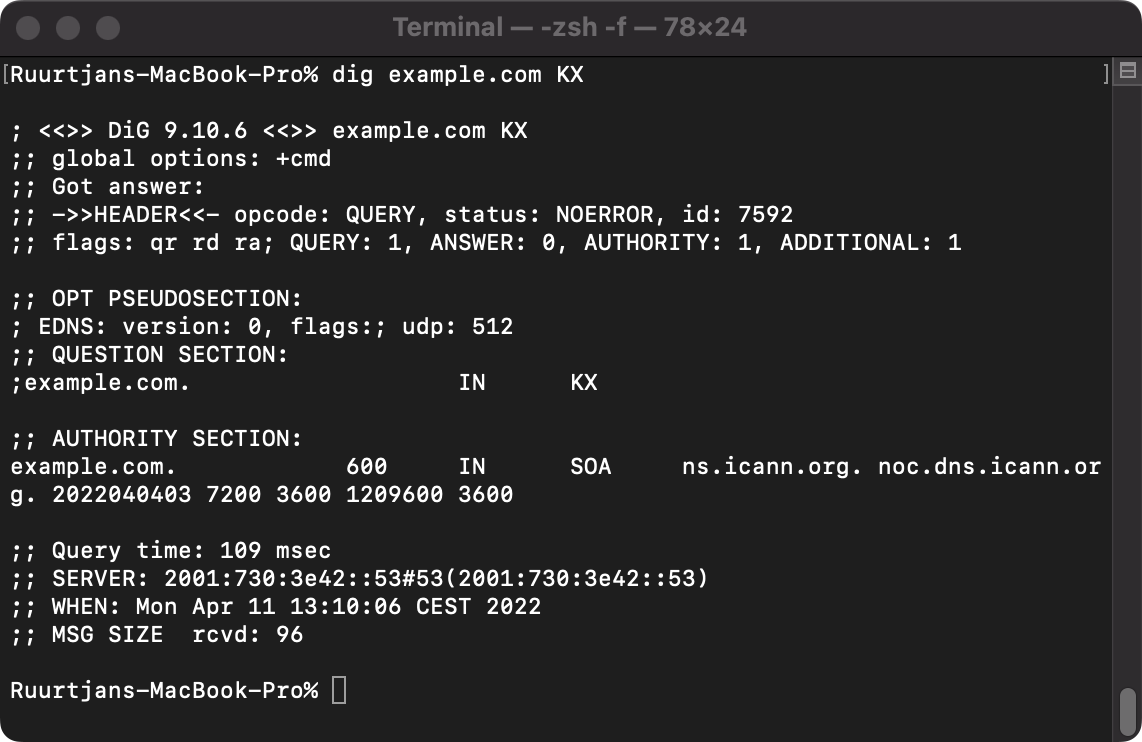 Terminal — -zsh -f — 78×24
[Ruurtjans-MacBook-Pro% dig example.com KX ]
; <<>> DiG 9.10.6 <<>> example.com KX
;; global options: +cmd
;; Got answer:
;; ->>HEADER<<- opcode: QUERY, status: NOERROR, id: 7592
;; flags: qr rd ra; QUERY: 1, ANSWER: 0, AUTHORITY: 1, ADDITIONAL: 1
;; OPT PSEUDOSECTION:
; EDNS: version: 0, flags:; udp: 512
;; QUESTION SECTION:
;example.com. IN KX
;; AUTHORITY SECTION:
example.com. 600 IN SOA ns.icann.org. noc.dns.icann.or
g. 2022040403 7200 3600 1209600 3600
;; Query time: 109 msec
;; SERVER: 2001:730:3e42::53#53(2001:730:3e42::53)
;; WHEN: Mon Apr 11 13:10:06 CEST 2022
;; MSG SIZE  rcvd: 96
Ruurtjans-MacBook-Pro%